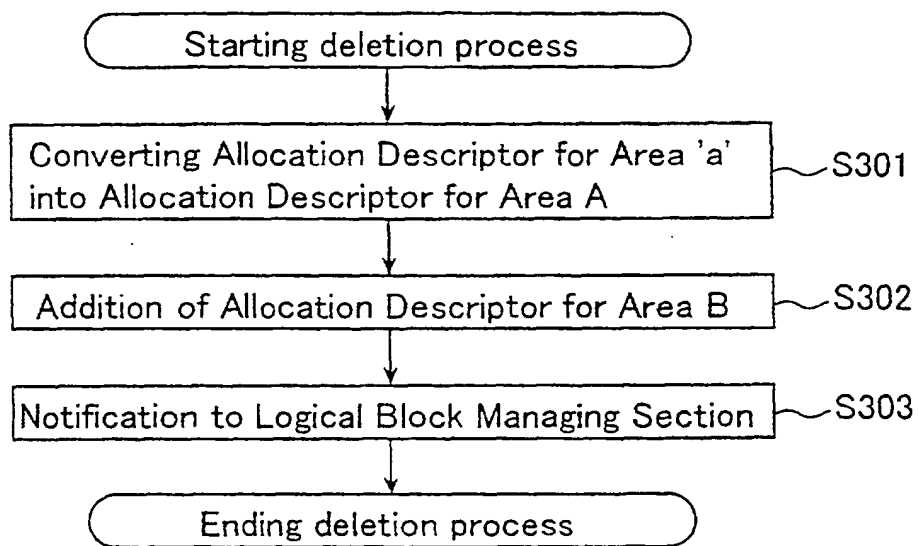 Starting deletion process
Converting Allocation Descriptor for Area 'a'
into Allocation Descriptor for Area A
S301
Addition of Allocation Descriptor for Area B
S302
Notification to Logical Block Managing Section
S303
Ending deletion process